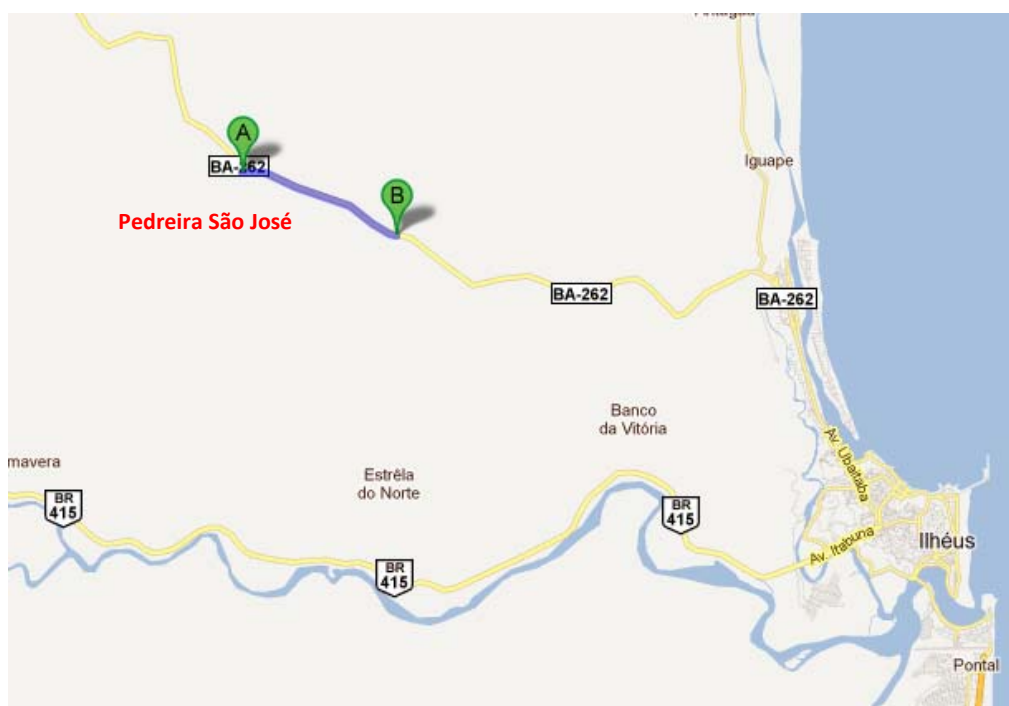 A
BA-262
B
Pedreira São José
Iguape
BA-262
BA-262
Banco
da Vitória
mavera
Estrêla
do Norte
Av. Ubaitaba
BR
415
BR
415
BR
415
Av. Itabuna
Ilhéus
Pontal